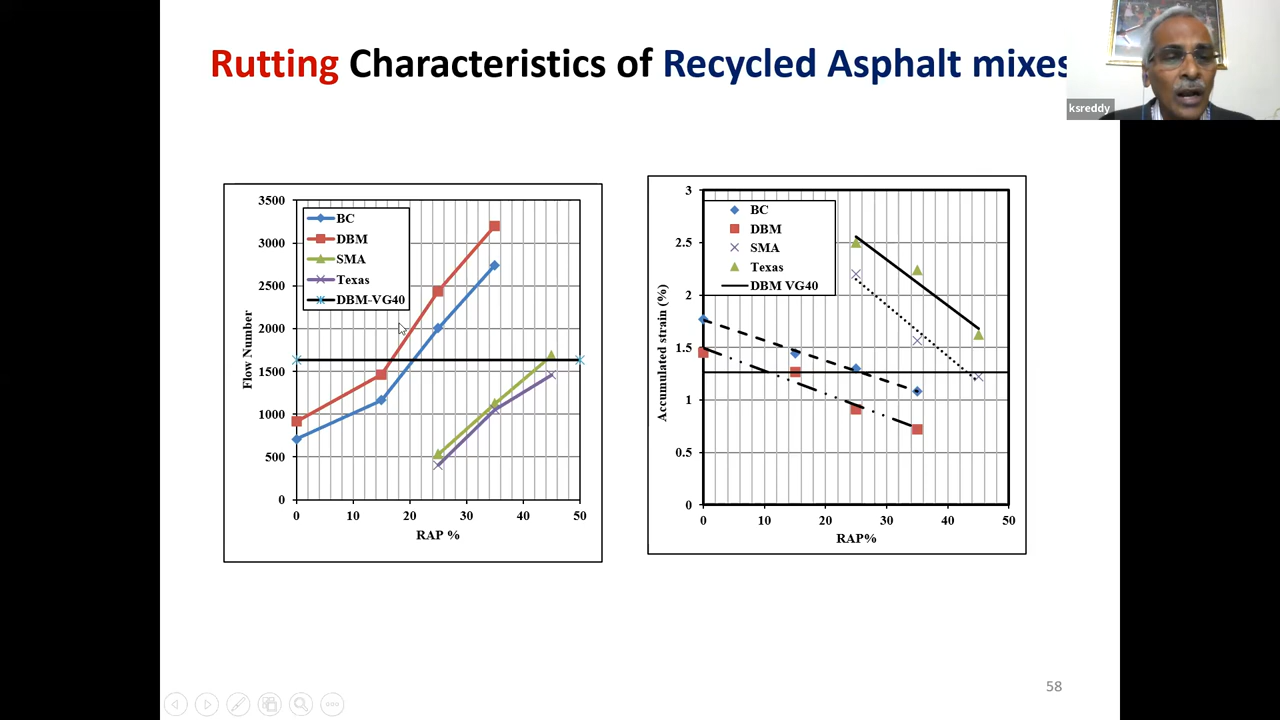 Rutting Characteristics of Recycled Asphalt mixes
ksreddy
3500
3000
2500
2000
1500
1000
500
0
Flow Number
BC
DBM
SMA
Texas
DBM-VG40
0 10 20 30 40 50
RAP %
3
2.5
2
1.5
1
0.5
0
Accumulated strain (%)
BC
DBM
SMA
Texas
DBM VG40
0 10 20 30 40 50
RAP%
58